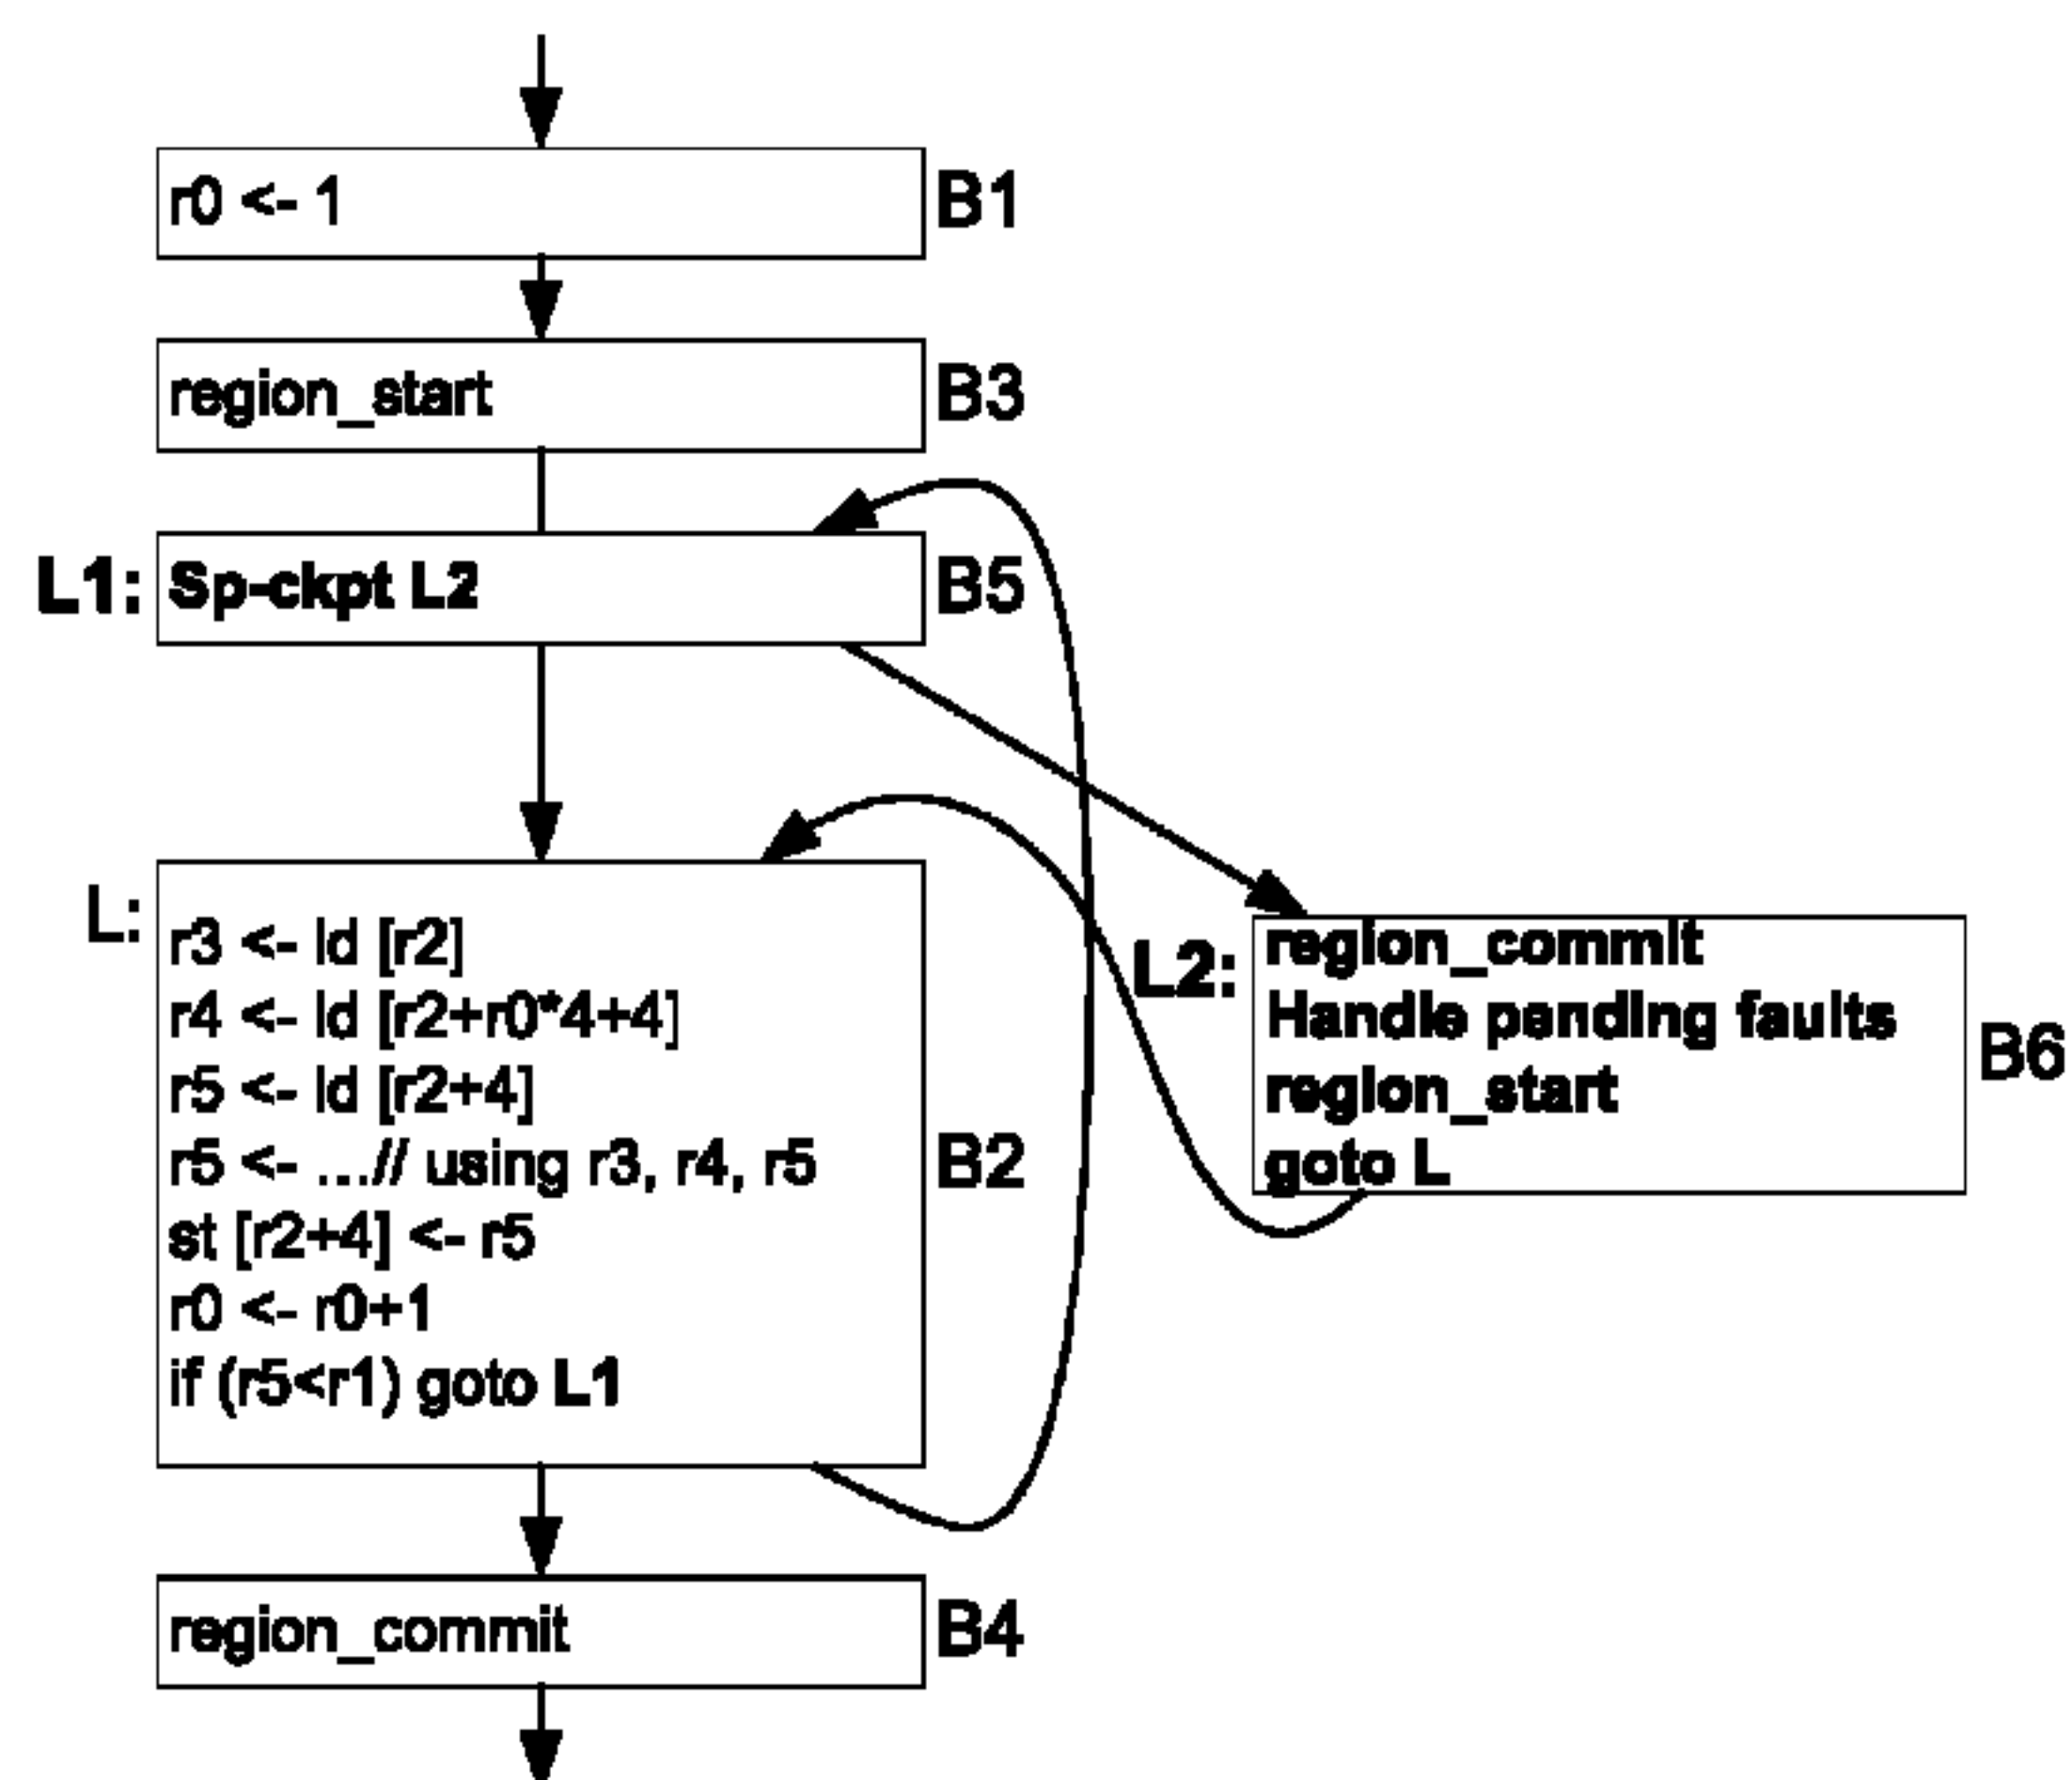 r0 <- 1
B1
region_start
B3
L1:
Sp-ckpt L2
B5
L:
r3 <- ld [r2]
r4 <- ld [r2+r0*4+4]
r5 <- ld [r2+4]
r5 <- ...// using r3, r4, r5
st [r2+4] <- r5
r0 <- r0+1
if (r5<r1) goto L1
B2
L2:
region_commit
Handle pending faults
region_start
goto L
B6
region_commit
B4